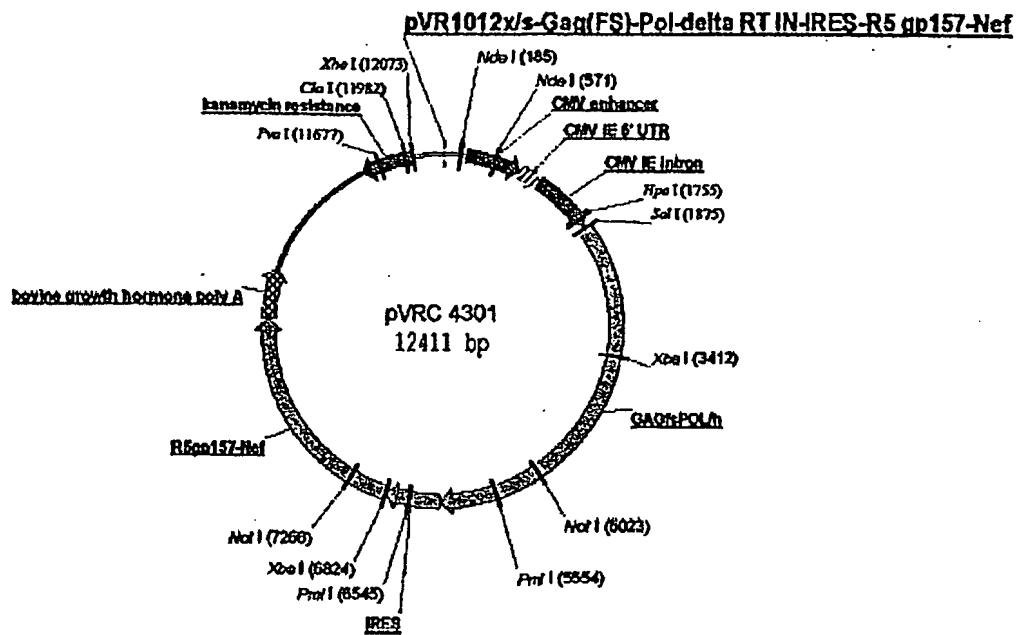 pVR1012x/s-Gag(FS)-Pol-delta RT IN-IRES-R5 gp157-Nef
Xho I (12073)
Nde I (185)
Cla I (11982)
Nde I (571)
kanamycin resistance
CMV enhancer
Pvu I (11677)
CMV IE 5' UTR
CMV IE Intron
Hpa I (1755)
Sal I (1875)
bovine growth hormone poly A
pVRC 4301
12411 bp
Xba I (3412)
GAGfsPOL/h
R5gp157-Nef
Not I (7266)
Not I (5023)
Xba I (6824)
Pml I (6545)
Pml I (5554)
IRES